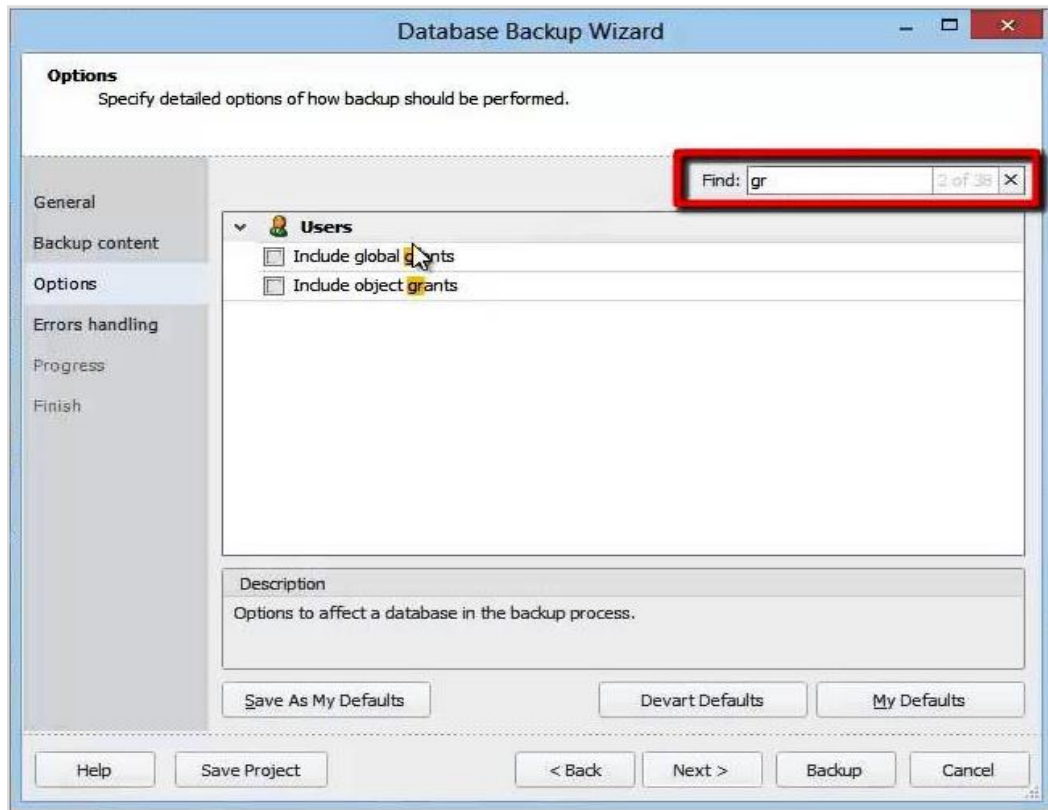 Database Backup Wizard
Options
Specify detailed options of how backup should be performed.
Find: gr 2 of 38
General
Backup content
Options
Errors handling
Progress
Finish
Users
Include global grants
Include object grants
Description
Options to affect a database in the backup process.
Save As My Defaults Devart Defaults My Defaults
Help Save Project < Back Next > Backup Cancel